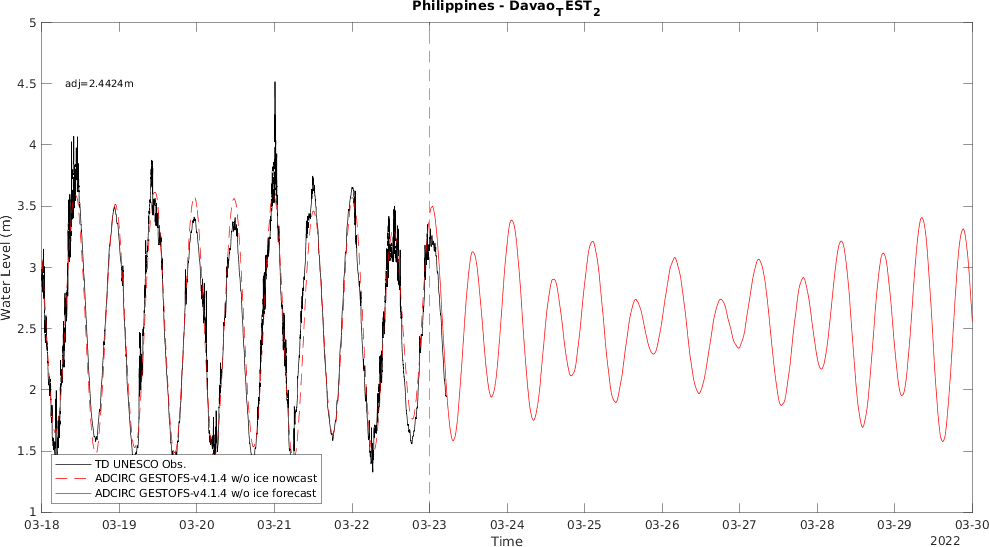 Philippines - Davao_TEST_2
5
4.5
adj=2.4424m
4
3.5
3
2.5
2
1.5
1
Water Level (m)
TD UNESCO Obs.
ADCIRC GESTOFS-v4.1.4 w/o ice nowcast
ADCIRC GESTOFS-v4.1.4 w/o ice forecast
03-18 03-19 03-20 03-21 03-22 03-23 03-24 03-25 03-26 03-27 03-28 03-29 03-30
Time
2022